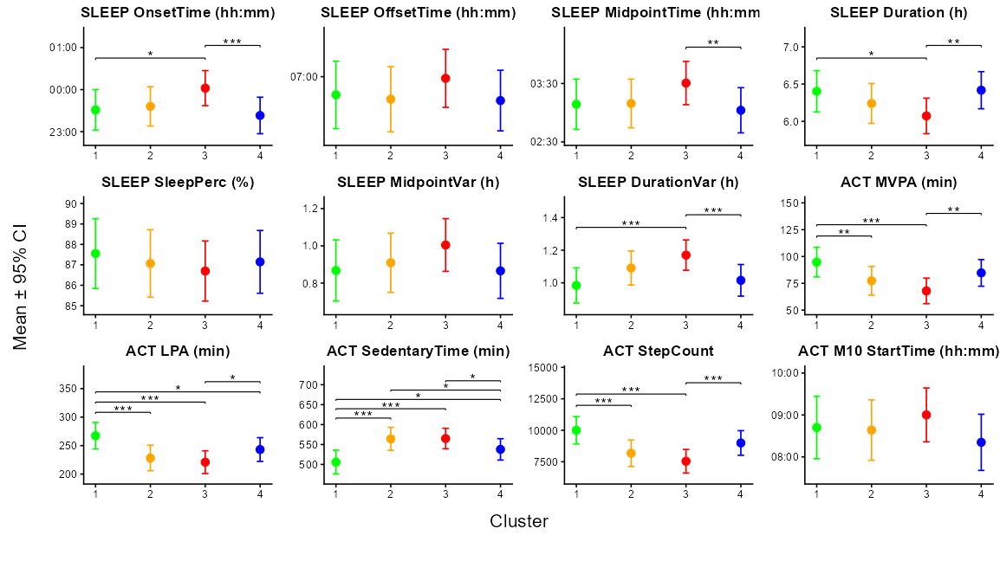 SLEEP OnsetTime (hh:mm)
01:00
00:00
23:00
*
***
1 2 3 4
SLEEP OffsetTime (hh:mm)
07:00
1 2 3 4
SLEEP MidpointTime (hh:mm
03:30
02:30
**
1 2 3 4
SLEEP Duration (h)
7.0
6.5
6.0
*
**
1 2 3 4
SLEEP SleepPerc (%)
90
89
88
87
86
85
1 2 3 4
SLEEP MidpointVar (h)
1.2
1.0
0.8
1 2 3 4
SLEEP DurationVar (h)
1.4
1.2
1.0
***
***
1 2 3 4
ACT MVPA (min)
150
125
100
75
50
**
***
**
1 2 3 4
ACT LPA (min)
350
300
250
200
*
*
***
***
1 2 3 4
ACT SedentaryTime (min)
700
650
600
550
500
*
*
*
***
***
1 2 3 4
ACT StepCount
15000
12500
10000
7500
***
***
***
1 2 3 4
ACT M10 StartTime (hh:mm)
10:00
09:00
08:00
1 2 3 4
Mean ± 95% CI
Cluster